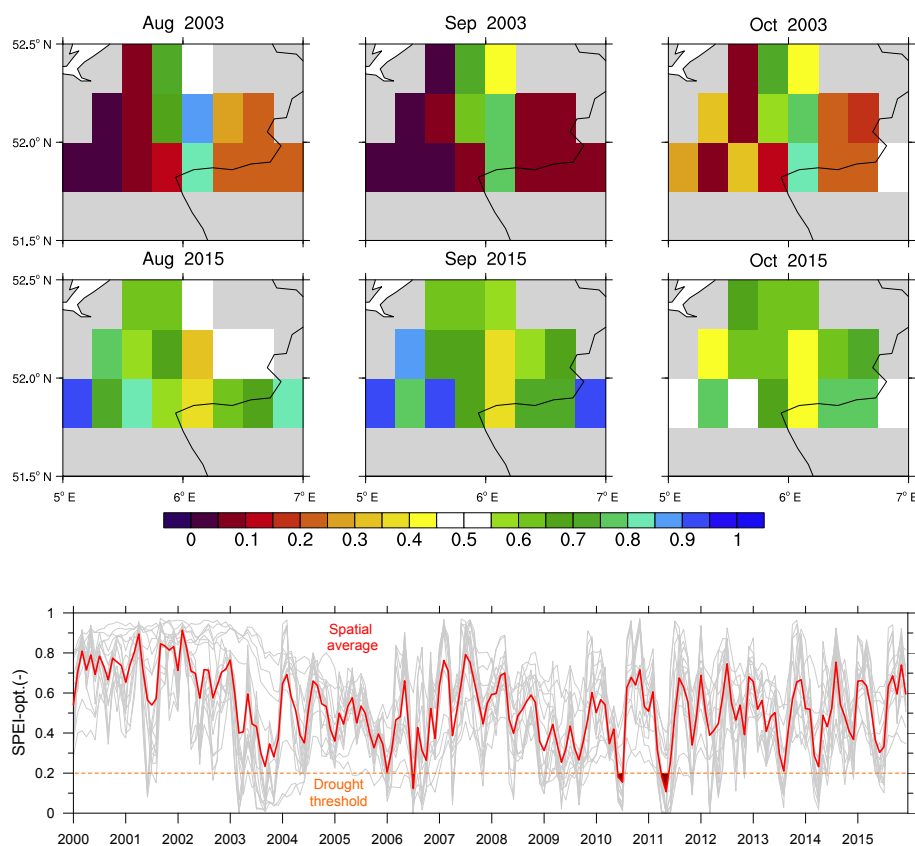 Aug 2003 Sep 2003 Oct 2003
52.5° N
52.0° N
51.5° N
Aug 2015 Sep 2015 Oct 2015
52.5° N
52.0° N
51.5° N
5° E 6° E 7° E 5° E 6° E 7° E 5° E 6° E 7° E
0 0.1 0.2 0.3 0.4 0.5 0.6 0.7 0.8 0.9 1
SPEI-opt.(-)
1
0.8
0.6
0.4
0.2
0
Spatial
average
Drought
threshold
2000 2001 2002 2003 2004 2005 2006 2007 2008 2009 2010 2011 2012 2013 2014 2015